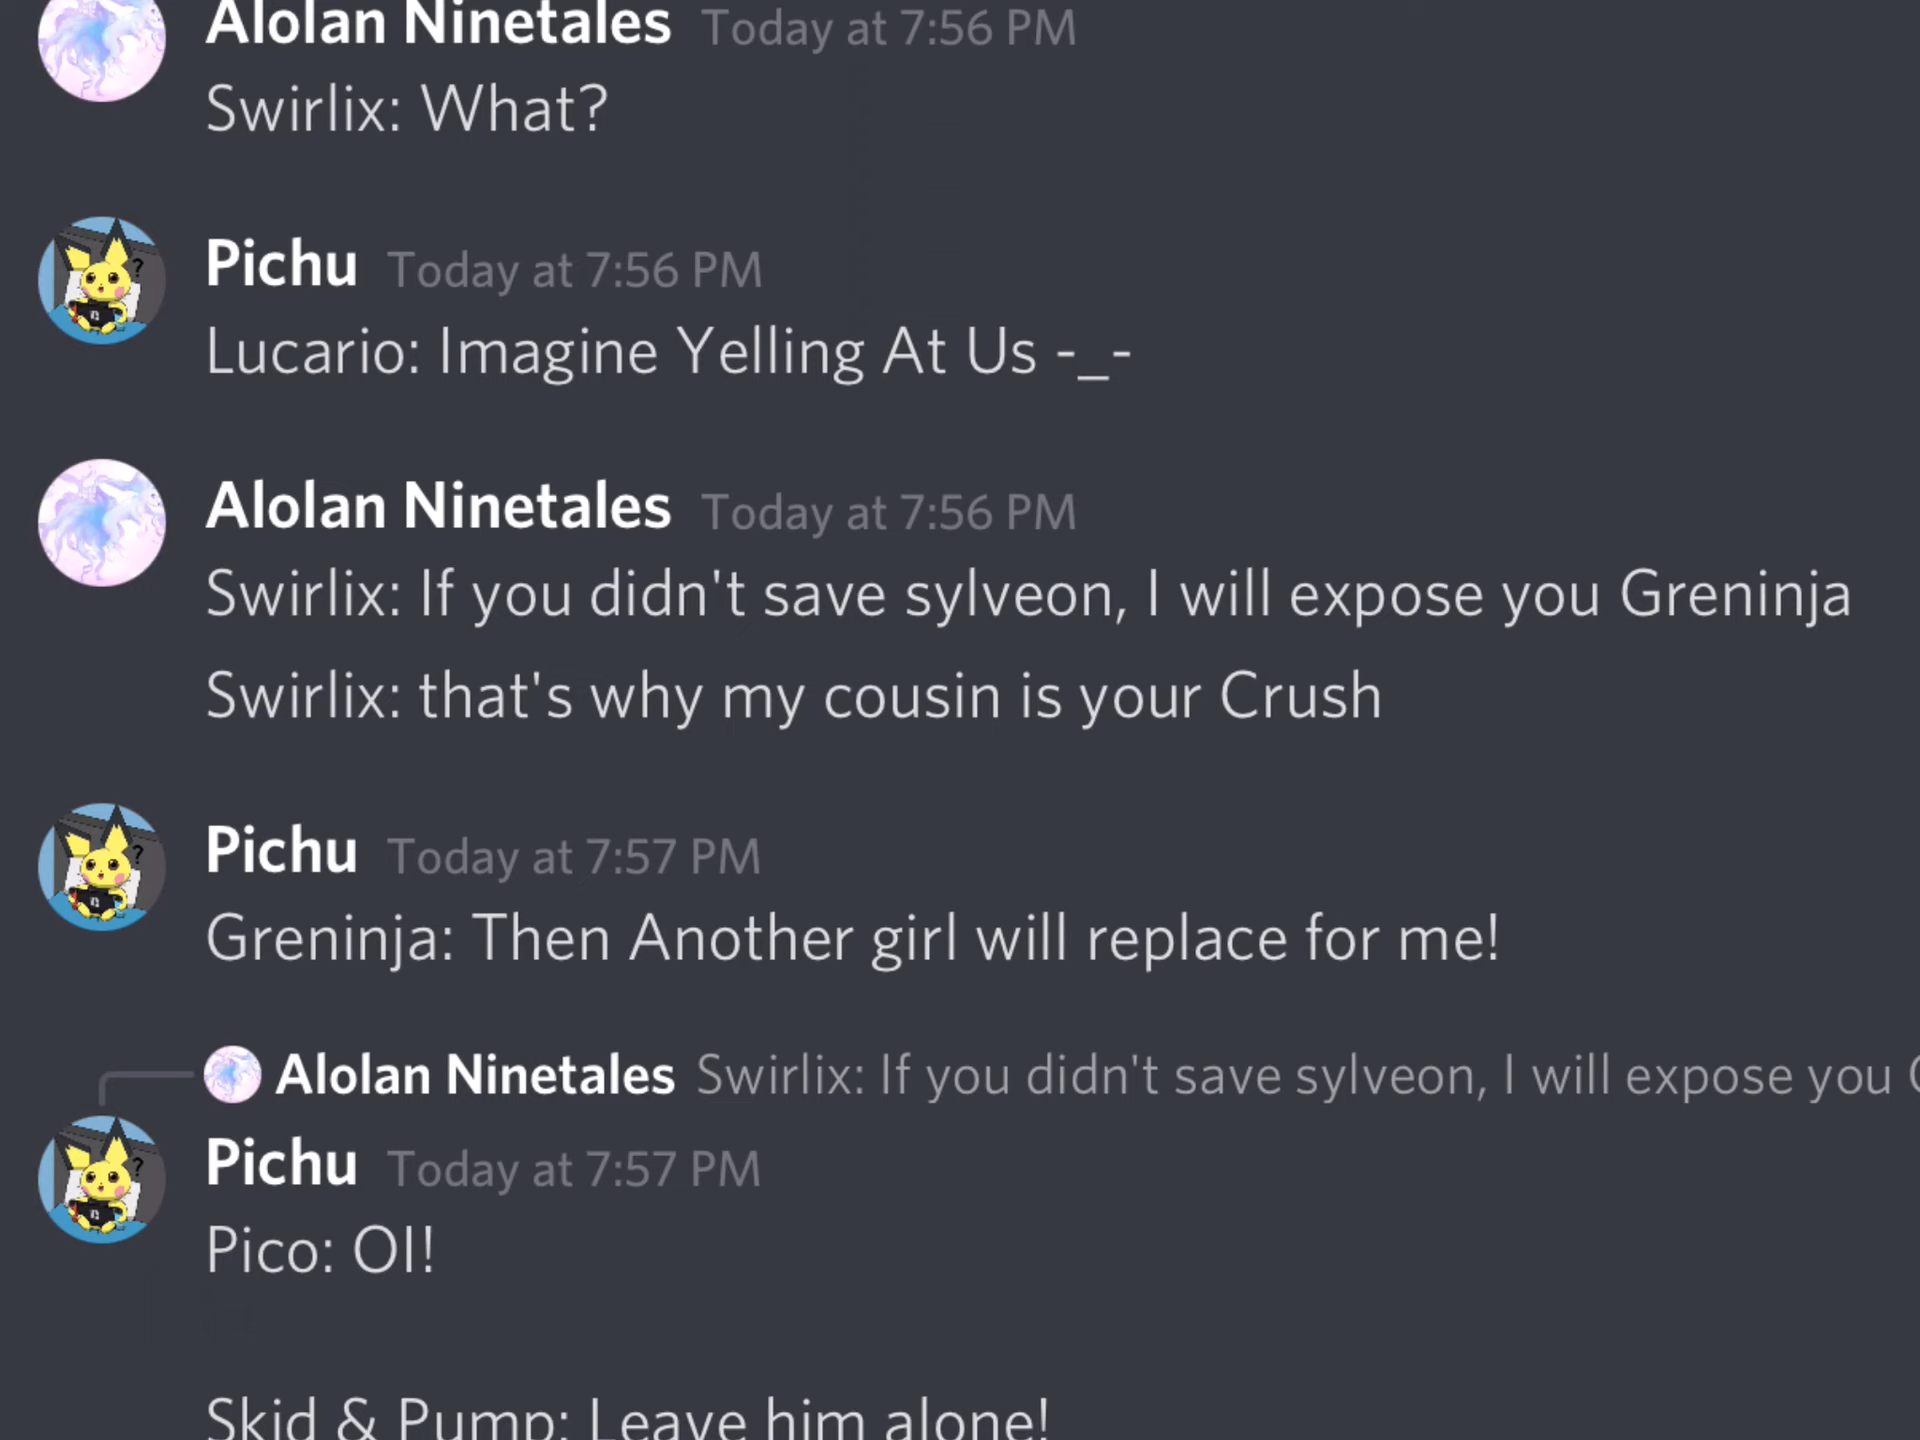 Alolan Ninetales Today at 7:56 PM
Swirlix: What?
Pichu Today at 7:56 PM
Lucario: Imagine Yelling At Us -_-
Alolan Ninetales Today at 7:56 PM
Swirlix: If you didn't save sylveon, I will expose you Greninja
Swirlix: that's why my cousin is your Crush
Pichu Today at 7:57 PM
Greninja: Then Another girl will replace for me!
Alolan Ninetales Swirlix: If you didn't save sylveon, I will expose you
Pichu Today at 7:57 PM
Pico: OI!
Skid & Pump: Leave him alone!